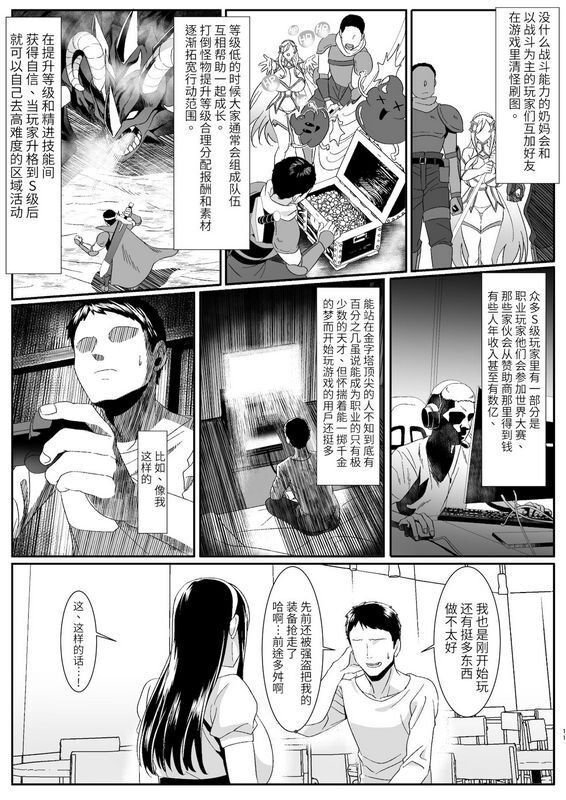 没什么战斗能力的奶妈会和
以战斗为主的玩家们互加好友
在游戏里清怪刷图。
等级低的时候大家通常会组成队伍
互相帮助一起成长。
打倒怪物提升等级合理分配报酬和素材
逐渐拓宽行动范围。
在提升等级和精进技能间
获得自信、当玩家升格到S级后
就可以自己去高难度的区域活动
众多S级玩家里有一部分是
职业玩家他们会参加世界大赛、
那些家伙会从赞助商那里得到钱
有些人年收入甚至有数亿、
能站在金字塔顶尖的人不知到底有
百分之几虽说能成为职业的只有极
少数的天才、但怀揣着能一掷千金
的梦而开始玩游戏的用戶还挺多
比如、像我
这样的
我也是刚开始玩
还有挺多东西
做不太好
先前还被强盗把我的
装备抢走了
哈啊…前途多舛啊
这、这样的话…！
11